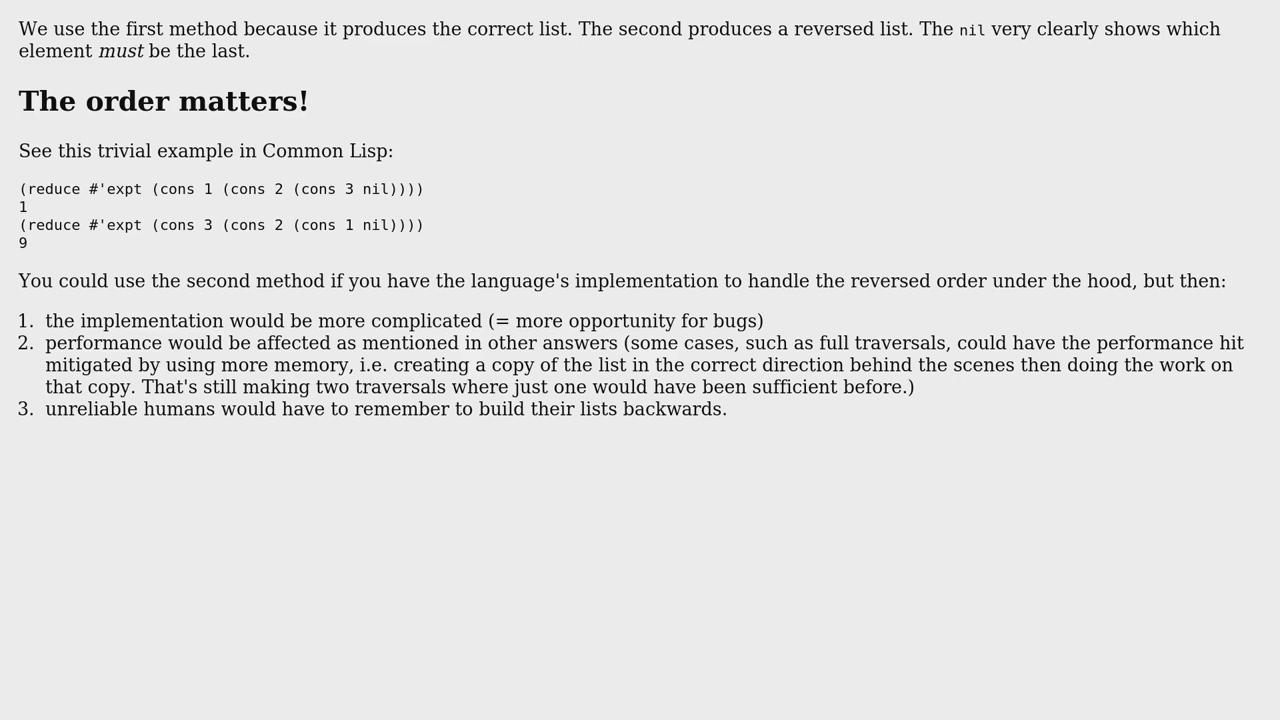 We use the first method because it produces the correct list. The second produces a reversed list. The nil very clearly shows which
element must be the last.
The order matters!
See this trivial example in Common Lisp:
(reduce #'expt (cons 1 (cons 2 (cons 3 nil))))
1
(reduce #'expt (cons 3 (cons 2 (cons 1 nil))))
9
You could use the second method if you have the language's implementation to handle the reversed order under the hood, but then:
1. the implementation would be more complicated (= more opportunity for bugs)
2. performance would be affected as mentioned in other answers (some cases, such as full traversals, could have the performance hit
mitigated by using more memory, i.e. creating a copy of the list in the correct direction behind the scenes then doing the work on
that copy. That's still making two traversals where just one would have been sufficient before.)
3. unreliable humans would have to remember to build their lists backwards.